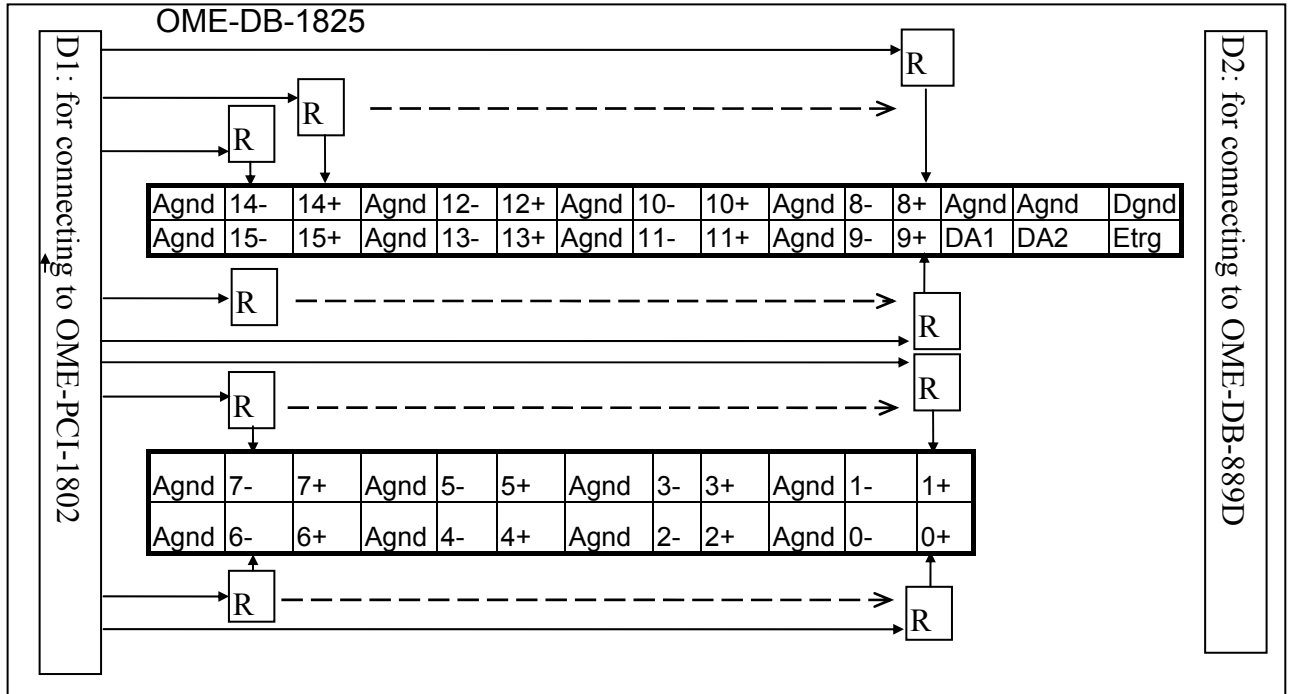 OME-DB-1825
D1: for connecting to OME-PCI-1802
D2: for connecting to OME-DB-889D
R
R
R
Agnd 14- 14+ Agnd 12- 12+ Agnd 10- 10+ Agnd 8- 8+ Agnd Agnd Dgnd
Agnd 15- 15+ Agnd 13- 13+ Agnd 11- 11+ Agnd 9- 9+ DA1 DA2 Etrg
R
R
R
R
Agnd 7- 7+ Agnd 5- 5+ Agnd 3- 3+ Agnd 1- 1+
Agnd 6- 6+ Agnd 4- 4+ Agnd 2- 2+ Agnd 0- 0+
R
R